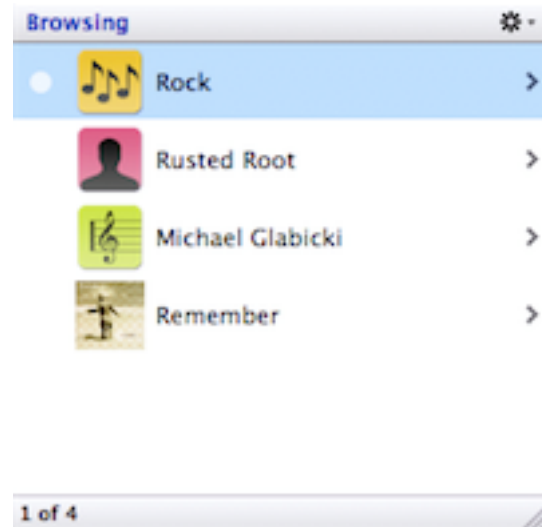 Browsing
Rock
Rusted Root
Michael Glabicki
Remember
1 of 4